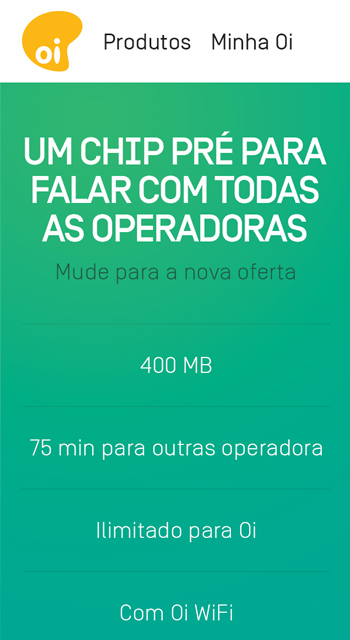 oi
Produtos Minha Oi
UM CHIP PRÉ PARA
FALAR COM TODAS
AS OPERADORAS
Mude para a nova oferta
400 MB
75 min para outras operadora
Ilimitado para Oi
Com Oi WiFi